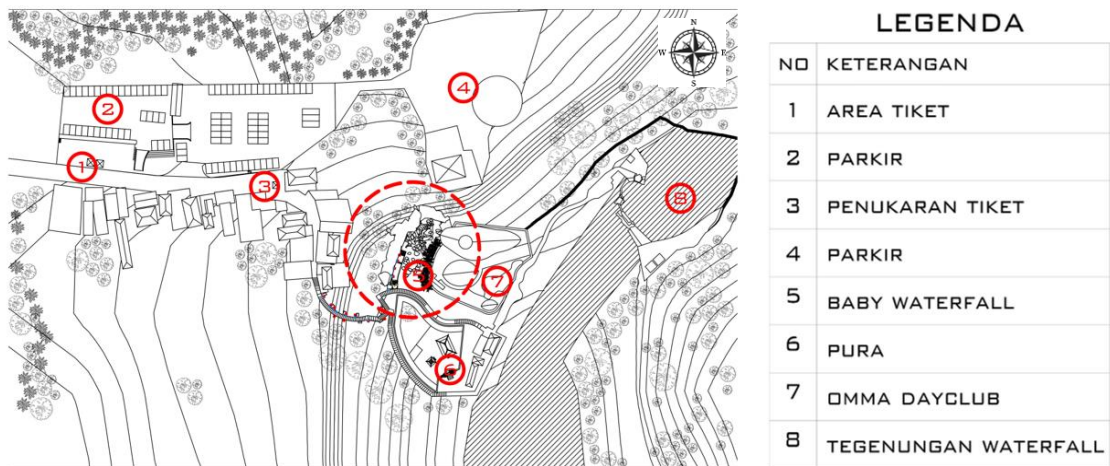 N
W E
S
2
4
1
3
8
5
7
6
LEGENDA
NO KETERANGAN
1 AREA TIKET
2 PARKIR
3 PENUKARAN TIKET
4 PARKIR
5 BABY WATERFALL
6 PURA
7 OMMA DAYCLUB
8 TEGENUNGAN WATERFALL